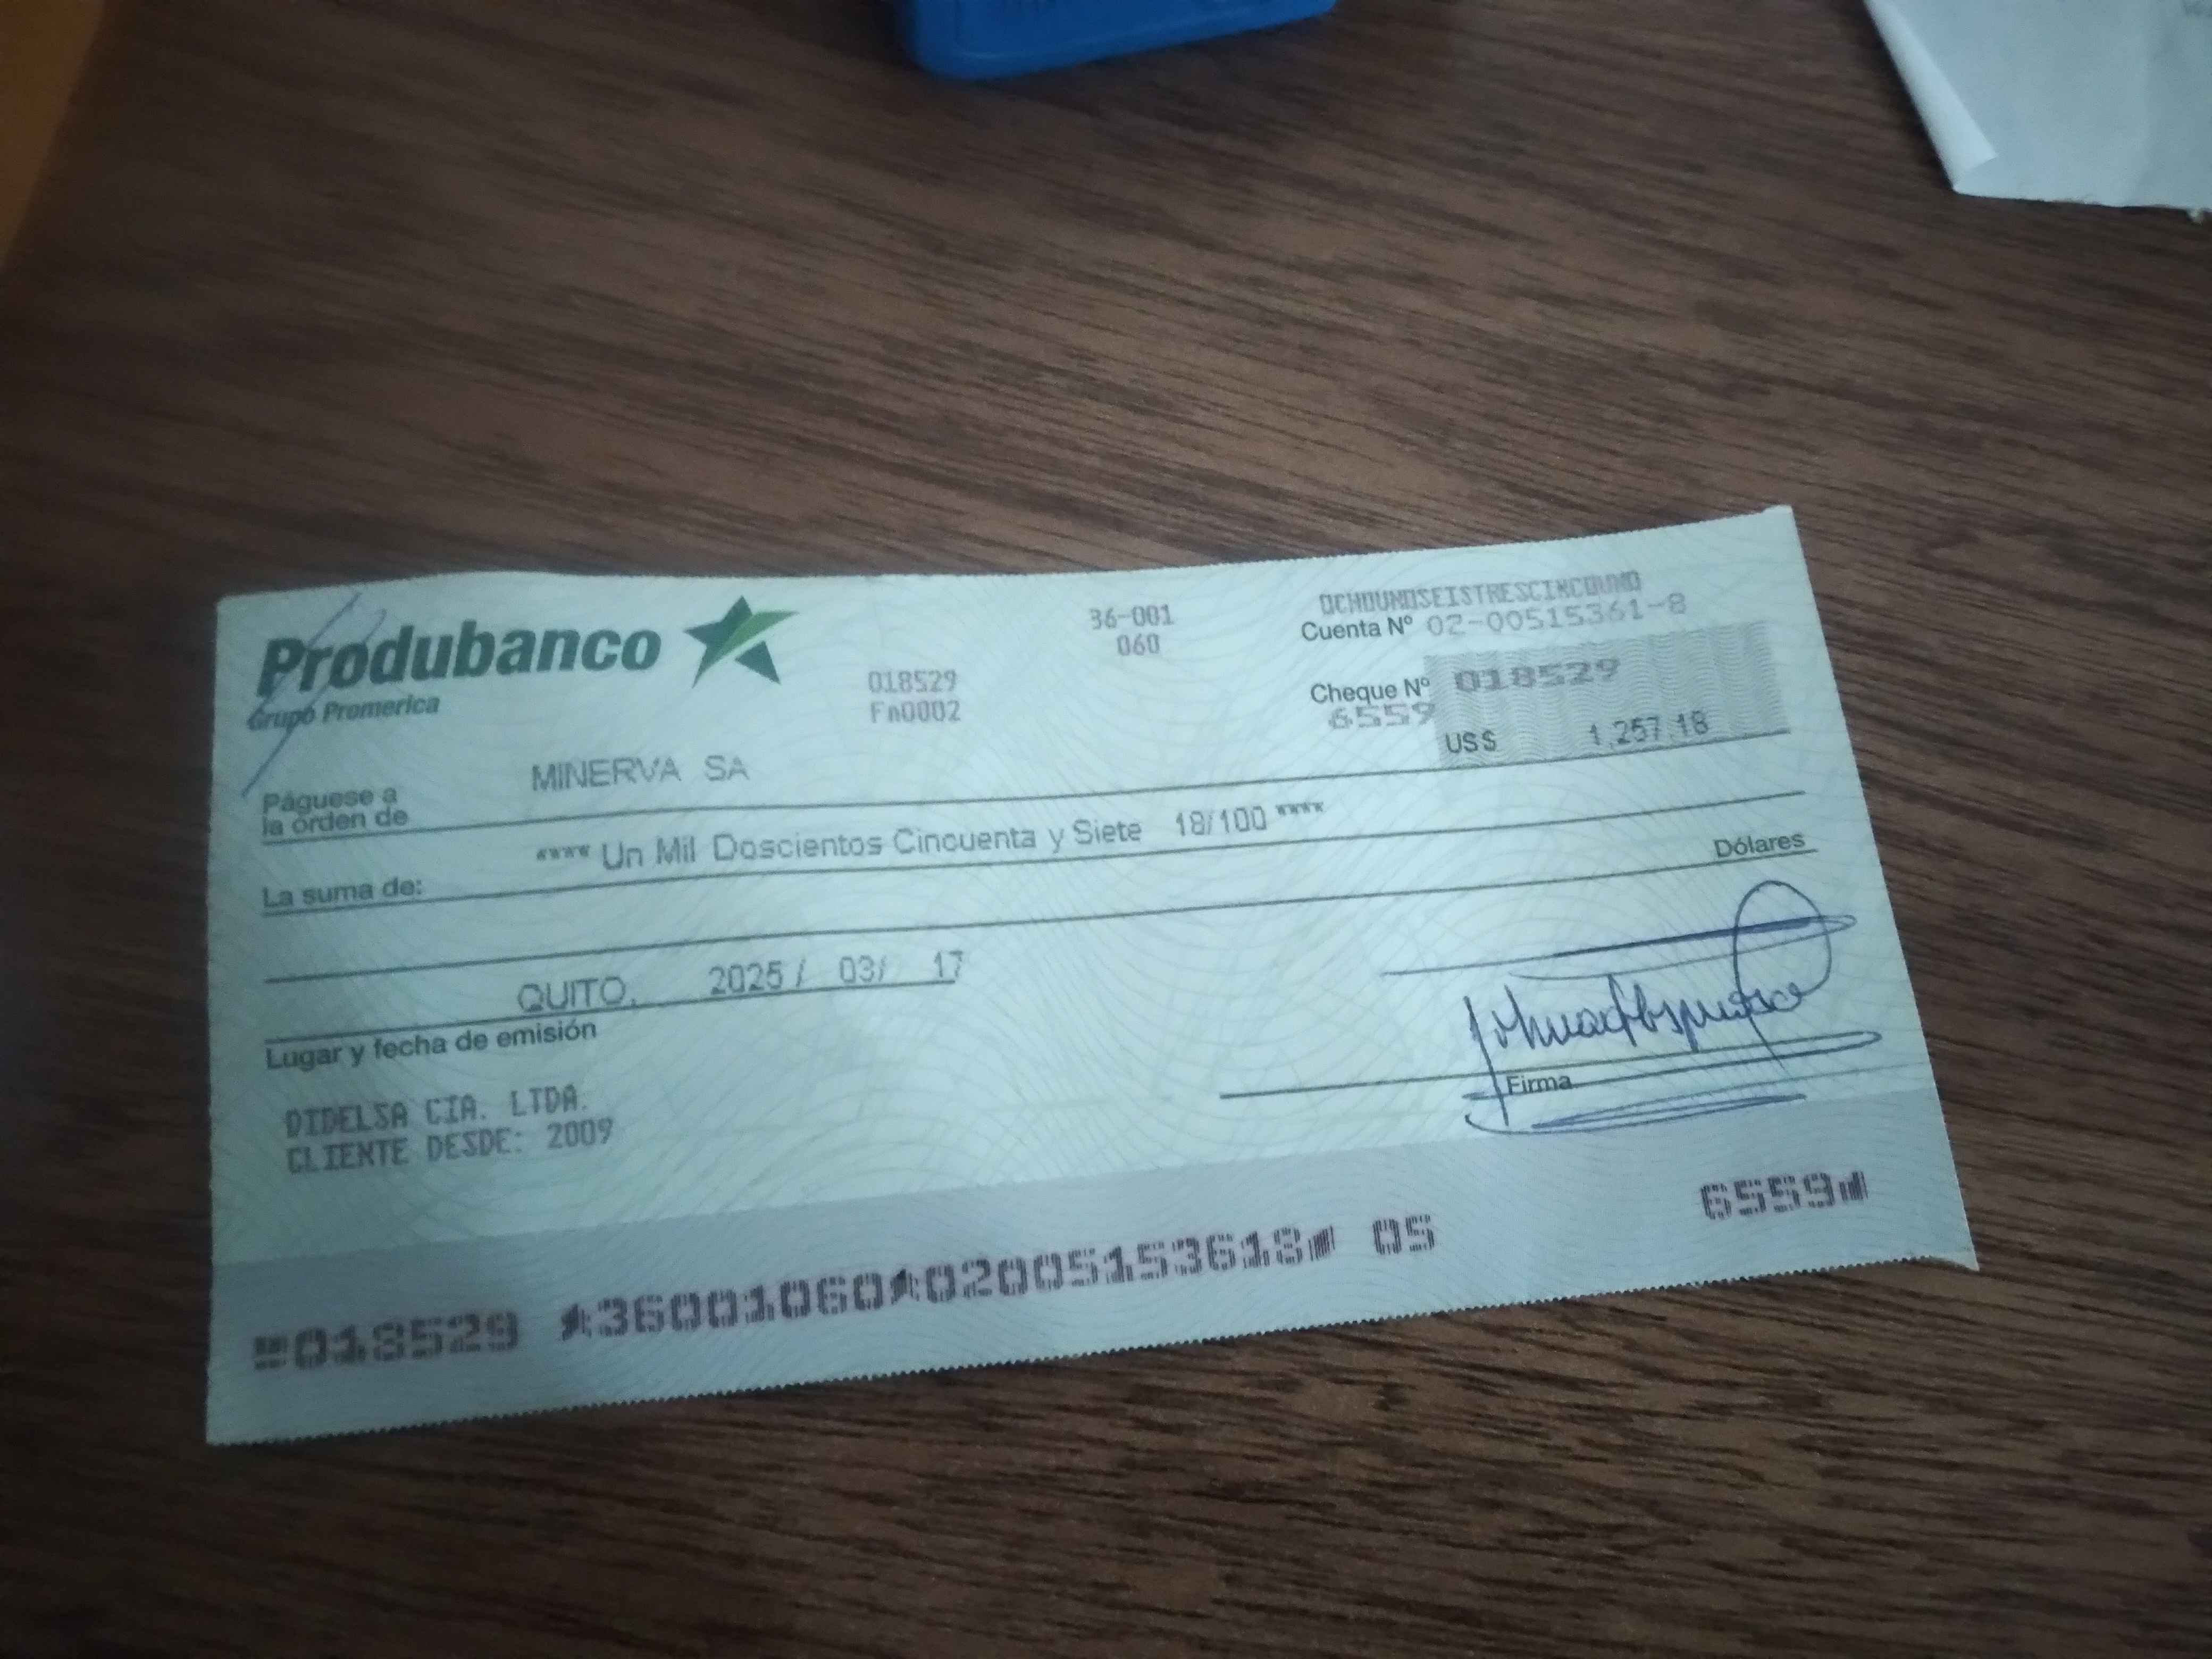 Produbanco
Grupo Promerica
018529
Fn0002
36-001
060
OCHOUNOSEISTRESCINCOUNO
Cuenta Nº 02-00515361-8
Cheque Nº 018529
6559
US$ 1,257.18
Páguese a
la orden de MINERVA SA
La suma de: **** Un Mil Doscientos Cincuenta y Siete 18/100 ****
Dólares
QUITO, 2025/ 03/ 17
Lugar y fecha de emisión
Firma
DIDELSA CIA. LTDA.
CLIENTE DESDE: 2009
⑈018529 ⑆36001060⑆02005153618⑈ 05 6559⑈